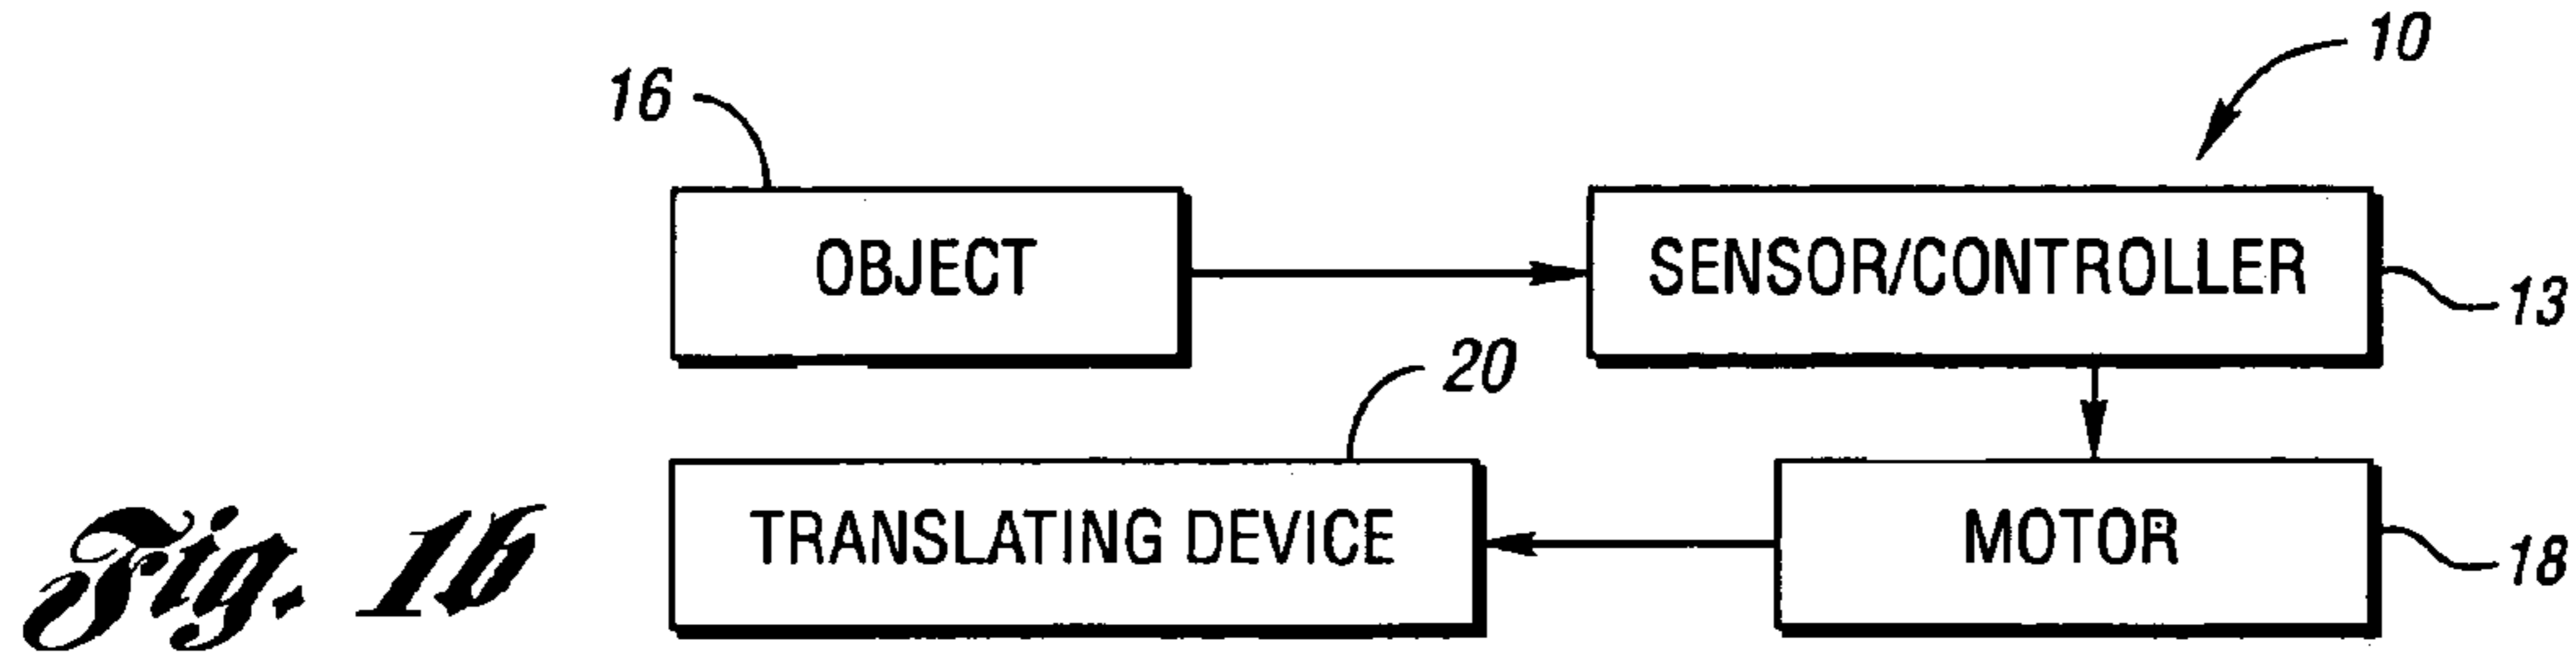 10
16
OBJECT
SENSOR/CONTROLLER
13
20
TRANSLATING DEVICE
MOTOR
18
Fig. 1b